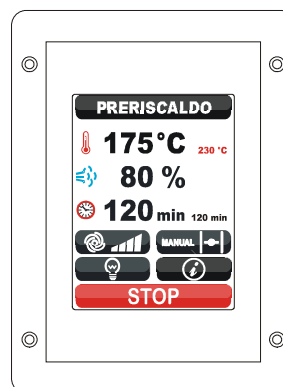 PRERISCALDO
175°C 230 °C
80 %
120 min 120 min
MANUAL
i
STOP